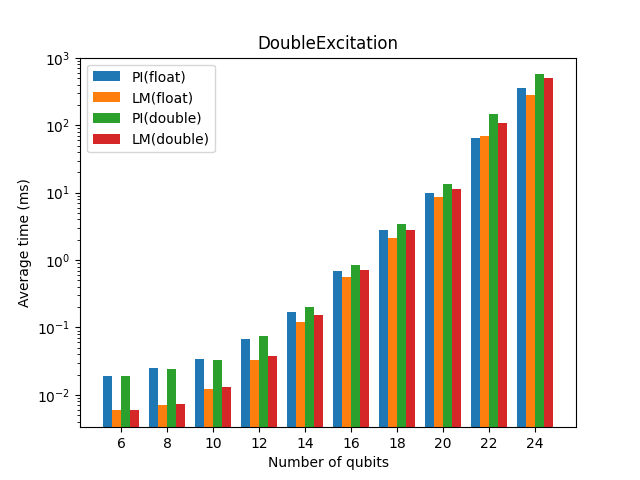 DoubleExcitation
PI(float)
LM(float)
PI(double)
LM(double)
Average time (ms)
10³
10²
10¹
10⁰
10⁻¹
10⁻²
6 8 10 12 14 16 18 20 22 24
Number of qubits